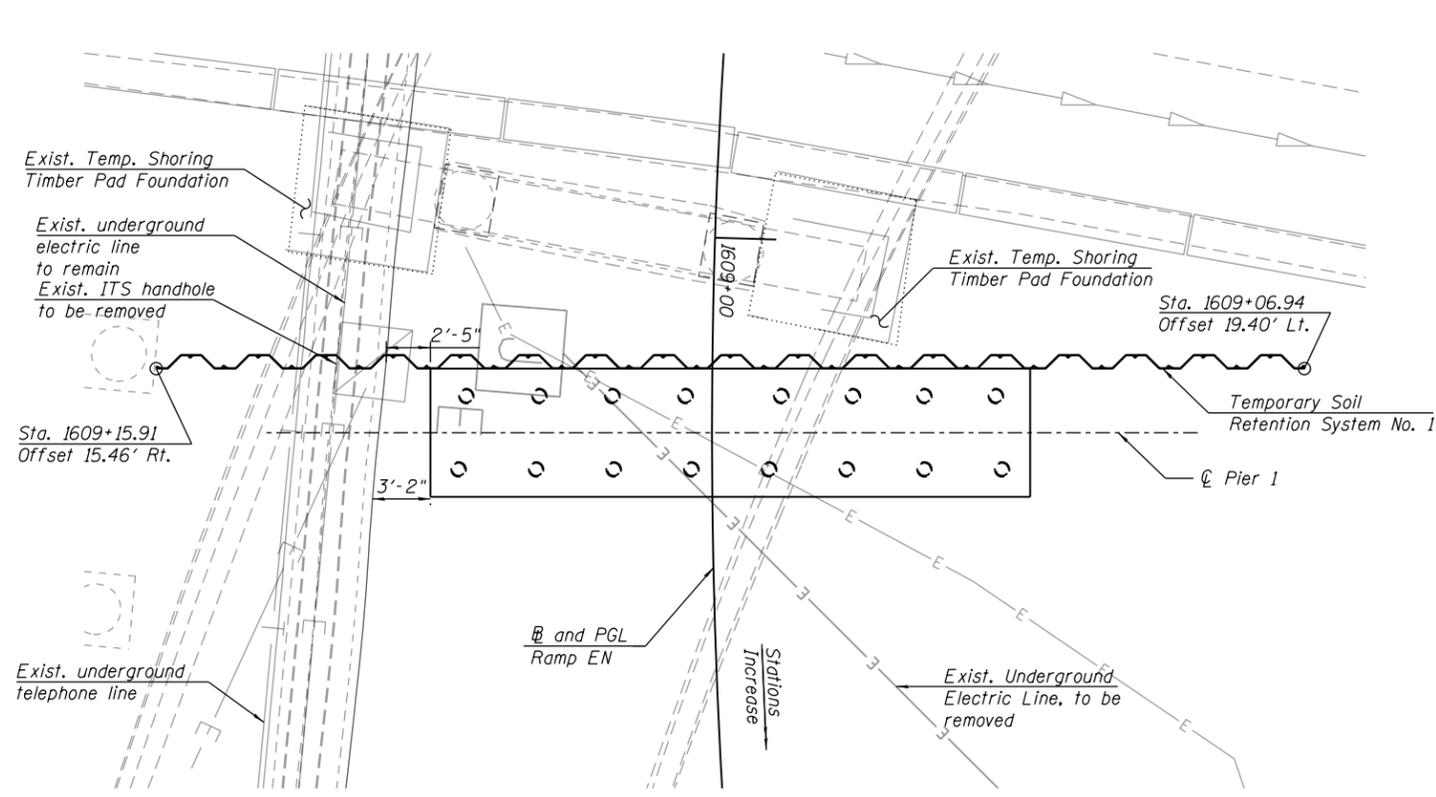 Exist. Temp. Shoring
Timber Pad Foundation
Exist. underground
electric line
to remain
Exist. ITS handhole
to be removed
2'-5"
1609+00
Exist. Temp. Shoring
Timber Pad Foundation
Sta. 1609+06.94
Offset 19.40' Lt.
E
E
E
Temporary Soil
Retention System No. 1
Sta. 1609+15.91
Offset 15.46' Rt.
E
℄ Pier 1
3'-2"
E
E
E
E
E
E
E
E
E
E
E
℄ and PGL
Ramp EN
Stations
Increase
Exist. underground
telephone line
Exist. Underground
Electric Line, to be
removed